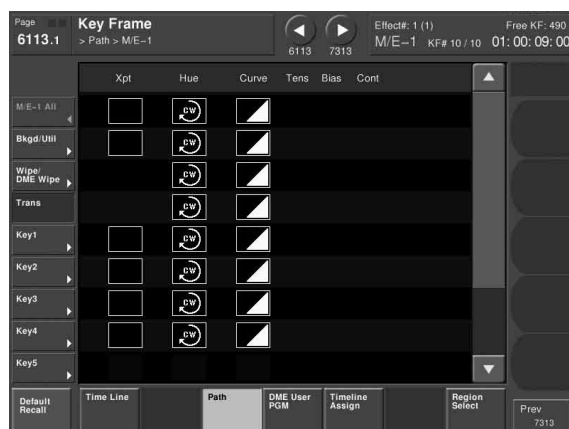 Page
6113.1
Key Frame
> Path > M/E-1
6113
7313
Effect#: 1 (1)
Free KF: 490
M/E-1 KF# 10 / 10 01: 00: 09: 00
Xpt Hue Curve Tens Bias Cont
M/E-1 All
CW
Bkgd/Util
CW
Wipe/
DME Wipe
CW
Trans
CW
Key1
CW
Key2
CW
Key3
CW
Key4
CW
Key5
Default
Recall
Time Line
Path
DME User
PGM
Timeline
Assign
Region
Select
Prev
7313